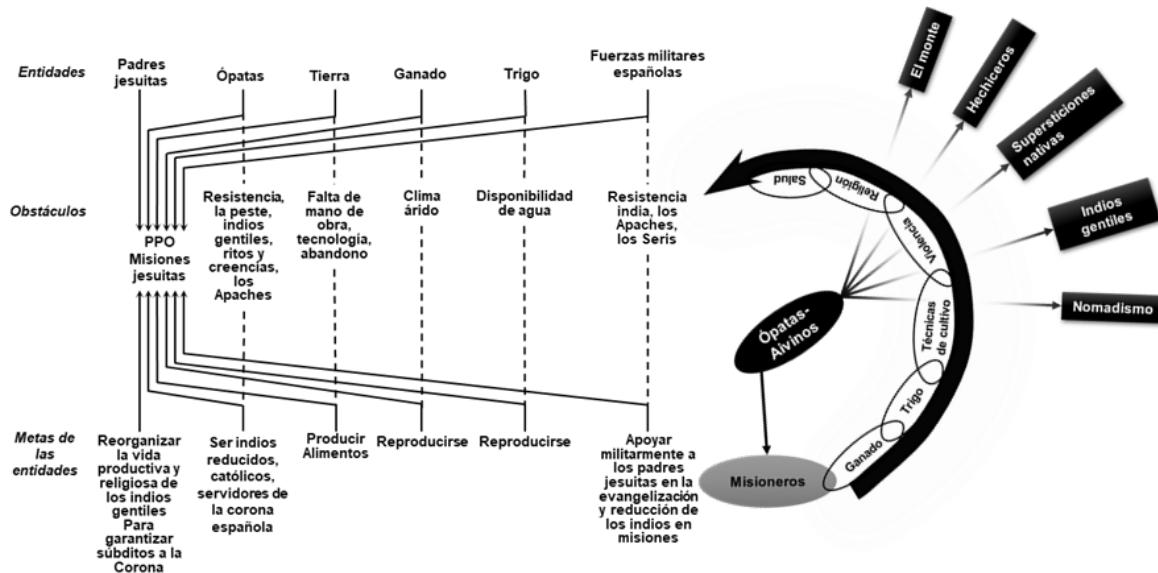 Entidades
Padres
jesuitas
Ópatas
Tierra
Ganado
Trigo
Fuerzas militares
españolas
Obstáculos
Resistencia,
la peste,
indios
gentiles,
ritos y
creencias,
los
Apaches
Falta de
mano de
obra,
tecnología,
abandono
Clima
árido
Disponibilidad
de agua
Resistencia
india, los
Apaches,
los Seris
PPO
Misiones
jesuitas
Metas de
las
entidades
Reorganizar
la vida
productiva y
religiosa de
los indios
gentiles
Para
garantizar
súbditos a la
Corona
Ser indios
reducidos,
católicos,
servidores de
la corona
española
Producir
Alimentos
Reproducirse
Reproducirse
Apoyar
militarmente a
los padres
jesuitas en la
evangelización
y reducción de
los indios en
misiones
El monte
Hechiceros
Supersticiones
nativas
Indios
gentiles
Nomadismo
Salud
Religión
Violencia
Técnicas
de cultivo
Trigo
Ganado
Ópatas-
Aivinos
Misioneros